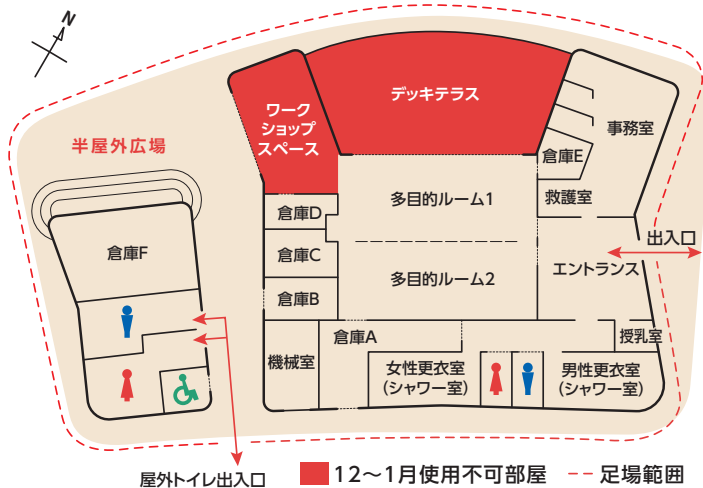 N
半屋外広場
ワーク
ショップ
スペース
デッキテラス
事務室
倉庫E
救護室
倉庫D
多目的ルーム1
出入口
倉庫F
倉庫C
エントランス
多目的ルーム2
倉庫B
倉庫A
授乳室
機械室
女性更衣室
(シャワー室)
男性更衣室
(シャワー室)
屋外トイレ出入口
12～1月使用不可部屋
足場範囲